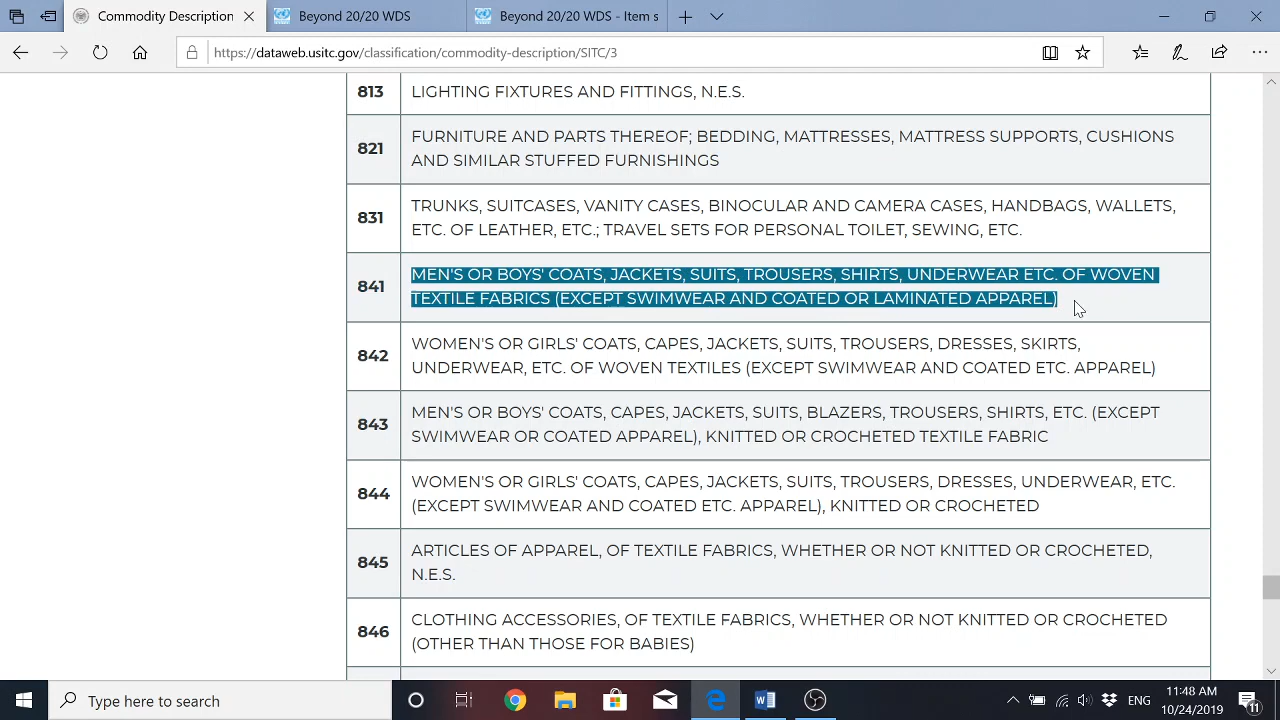 Commodity Description
Beyond 20/20 WDS
Beyond 20/20 WDS - Item s
https://dataweb.usitc.gov/classification/commodity-description/SITC/3
813 LIGHTING FIXTURES AND FITTINGS, N.E.S.
821 FURNITURE AND PARTS THEREOF; BEDDING, MATTRESSES, MATTRESS SUPPORTS, CUSHIONS
AND SIMILAR STUFFED FURNISHINGS
831 TRUNKS, SUITCASES, VANITY CASES, BINOCULAR AND CAMERA CASES, HANDBAGS, WALLETS,
ETC. OF LEATHER, ETC.; TRAVEL SETS FOR PERSONAL TOILET, SEWING, ETC.
841 MEN'S OR BOYS' COATS, JACKETS, SUITS, TROUSERS, SHIRTS, UNDERWEAR ETC. OF WOVEN
TEXTILE FABRICS (EXCEPT SWIMWEAR AND COATED OR LAMINATED APPAREL)
842 WOMEN'S OR GIRLS' COATS, CAPES, JACKETS, SUITS, TROUSERS, DRESSES, SKIRTS,
UNDERWEAR, ETC. OF WOVEN TEXTILES (EXCEPT SWIMWEAR AND COATED ETC. APPAREL)
843 MEN'S OR BOYS' COATS, CAPES, JACKETS, SUITS, BLAZERS, TROUSERS, SHIRTS, ETC. (EXCEPT
SWIMWEAR OR COATED APPAREL), KNITTED OR CROCHETED TEXTILE FABRIC
844 WOMEN'S OR GIRLS' COATS, CAPES, JACKETS, SUITS, TROUSERS, DRESSES, UNDERWEAR, ETC.
(EXCEPT SWIMWEAR AND COATED ETC. APPAREL), KNITTED OR CROCHETED
845 ARTICLES OF APPAREL, OF TEXTILE FABRICS, WHETHER OR NOT KNITTED OR CROCHETED,
N.E.S.
846 CLOTHING ACCESSORIES, OF TEXTILE FABRICS, WHETHER OR NOT KNITTED OR CROCHETED
(OTHER THAN THOSE FOR BABIES)
Type here to search
ENG
11:48 AM
10/24/2019
11